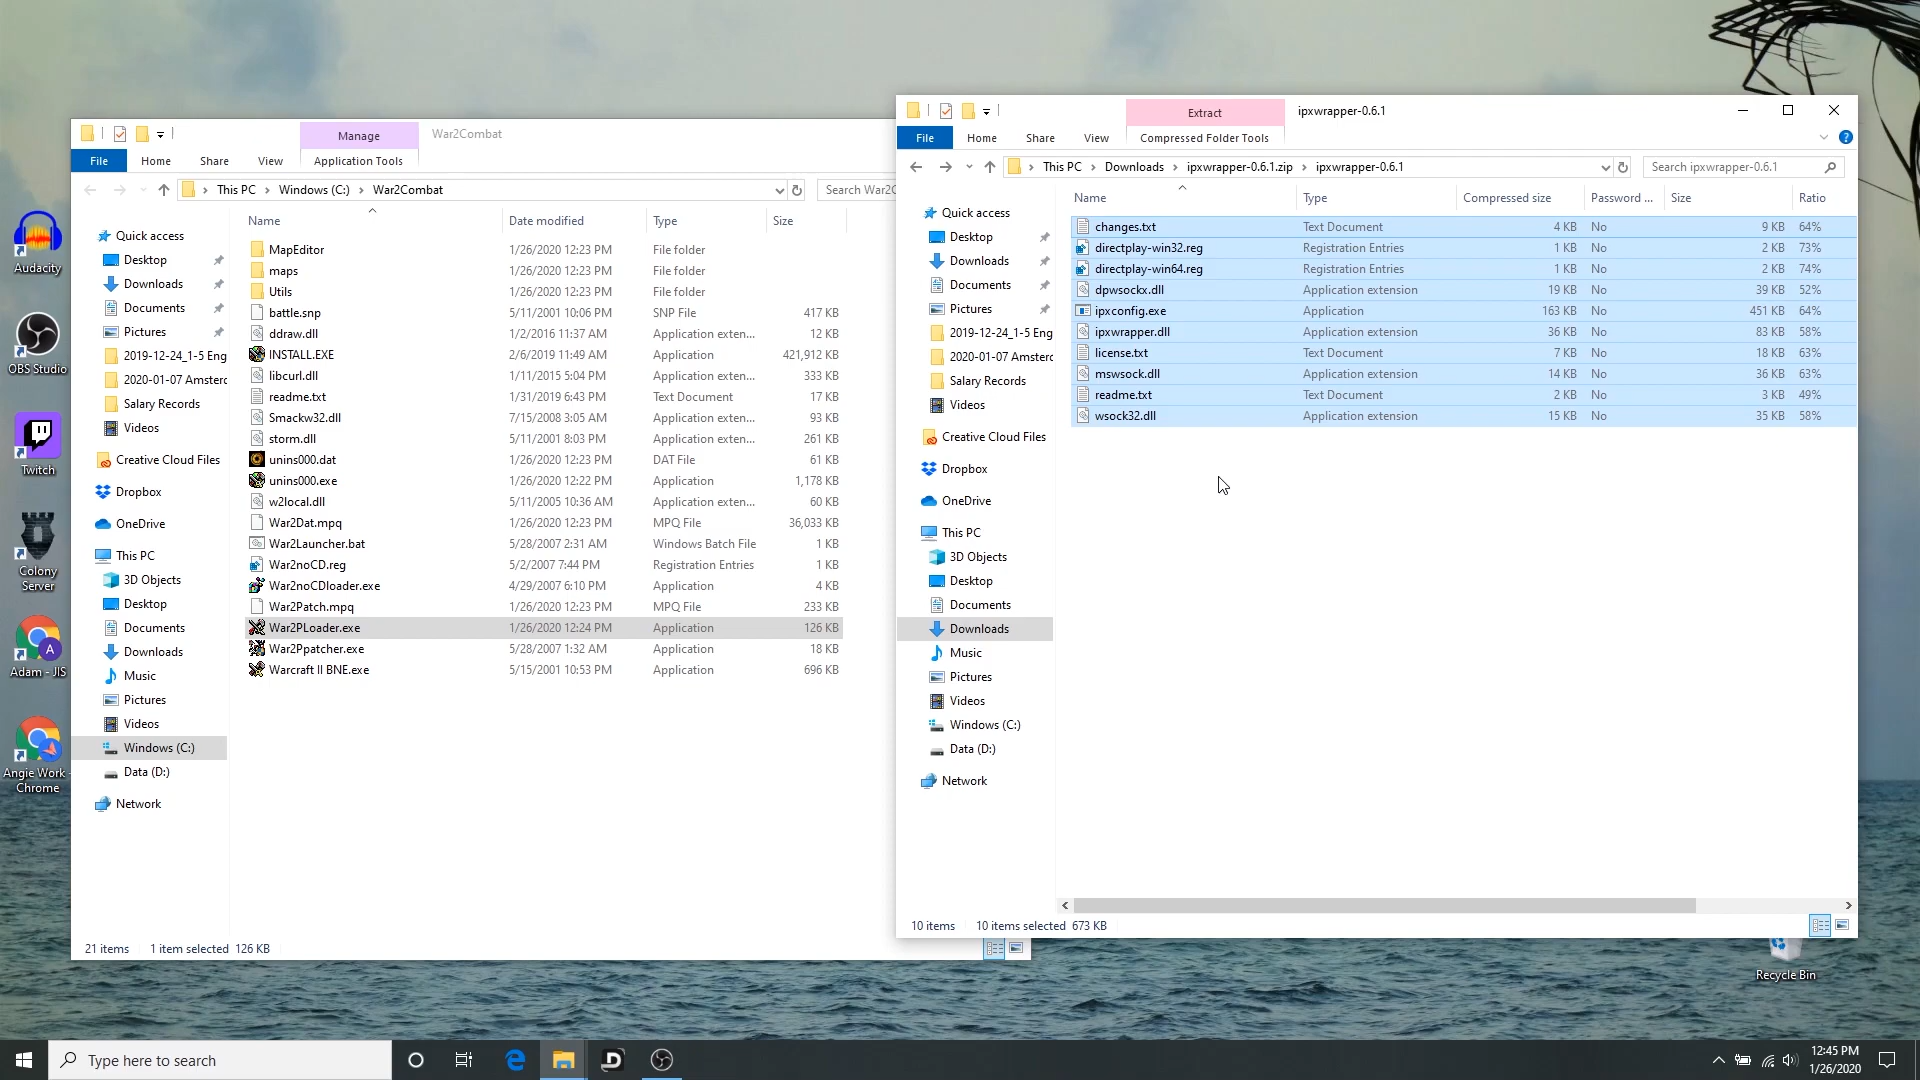 Audacity
OBS Studio
Twitch
Colony
Server
Adam - JIS
Angie Work -
Chrome
Recycle Bin
Manage
War2Combat
File
Home
Share
View
Application Tools
This PC
Windows (C:)
War2Combat
Search War2C
Quick access
Desktop
Downloads
Documents
Pictures
2019-12-24_1-5 Eng
2020-01-07 Amsterc
Salary Records
Videos
Creative Cloud Files
Dropbox
OneDrive
This PC
3D Objects
Desktop
Documents
Downloads
Music
Pictures
Videos
Windows (C:)
Data (D:)
Network
Name Date modified Type Size
MapEditor 1/26/2020 12:23 PM File folder
maps 1/26/2020 12:23 PM File folder
Utils 1/26/2020 12:23 PM File folder
battle.snp 5/11/2001 10:06 PM SNP File 417 KB
ddraw.dll 1/2/2016 11:37 AM Application exten... 12 KB
INSTALL.EXE 2/6/2019 11:49 AM Application 421,912 KB
libcurl.dll 1/11/2015 5:04 PM Application exten... 333 KB
readme.txt 1/31/2019 6:43 PM Text Document 17 KB
Smackw32.dll 7/15/2008 3:05 AM Application exten... 93 KB
storm.dll 5/11/2001 8:03 PM Application exten... 261 KB
unins000.dat 1/26/2020 12:23 PM DAT File 61 KB
unins000.exe 1/26/2020 12:22 PM Application 1,178 KB
w2local.dll 5/11/2005 10:36 AM Application exten... 60 KB
War2Dat.mpq 1/26/2020 12:23 PM MPQ File 36,033 KB
War2Launcher.bat 5/28/2007 2:31 AM Windows Batch File 1 KB
War2noCD.reg 5/2/2007 7:44 PM Registration Entries 1 KB
War2noCDloader.exe 4/29/2007 6:10 PM Application 4 KB
War2Patch.mpq 1/26/2020 12:23 PM MPQ File 233 KB
War2PLoader.exe 1/26/2020 12:24 PM Application 126 KB
War2Ppatcher.exe 5/28/2007 1:32 AM Application 18 KB
Warcraft II BNE.exe 5/15/2001 10:53 PM Application 696 KB
21 items 1 item selected 126 KB
Extract
ipxwrapper-0.6.1
File
Home
Share
View
Compressed Folder Tools
This PC
Downloads
ipxwrapper-0.6.1.zip
ipxwrapper-0.6.1
Search ipxwrapper-0.6.1
Quick access
Desktop
Downloads
Documents
Pictures
2019-12-24_1-5 Eng
2020-01-07 Amsterc
Salary Records
Videos
Creative Cloud Files
Dropbox
OneDrive
This PC
3D Objects
Desktop
Documents
Downloads
Music
Pictures
Videos
Windows (C:)
Data (D:)
Network
Name Type Compressed size Password ... Size Ratio
changes.txt Text Document 4 KB No 9 KB 64%
directplay-win32.reg Registration Entries 1 KB No 2 KB 73%
directplay-win64.reg Registration Entries 1 KB No 2 KB 74%
dpwsockx.dll Application extension 19 KB No 39 KB 52%
ipxconfig.exe Application 163 KB No 451 KB 64%
ipxwrapper.dll Application extension 36 KB No 83 KB 58%
license.txt Text Document 7 KB No 18 KB 63%
mswsock.dll Application extension 14 KB No 36 KB 63%
readme.txt Text Document 2 KB No 3 KB 49%
wsock32.dll Application extension 15 KB No 35 KB 58%
10 items 10 items selected 673 KB
Type here to search
12:45 PM
1/26/2020